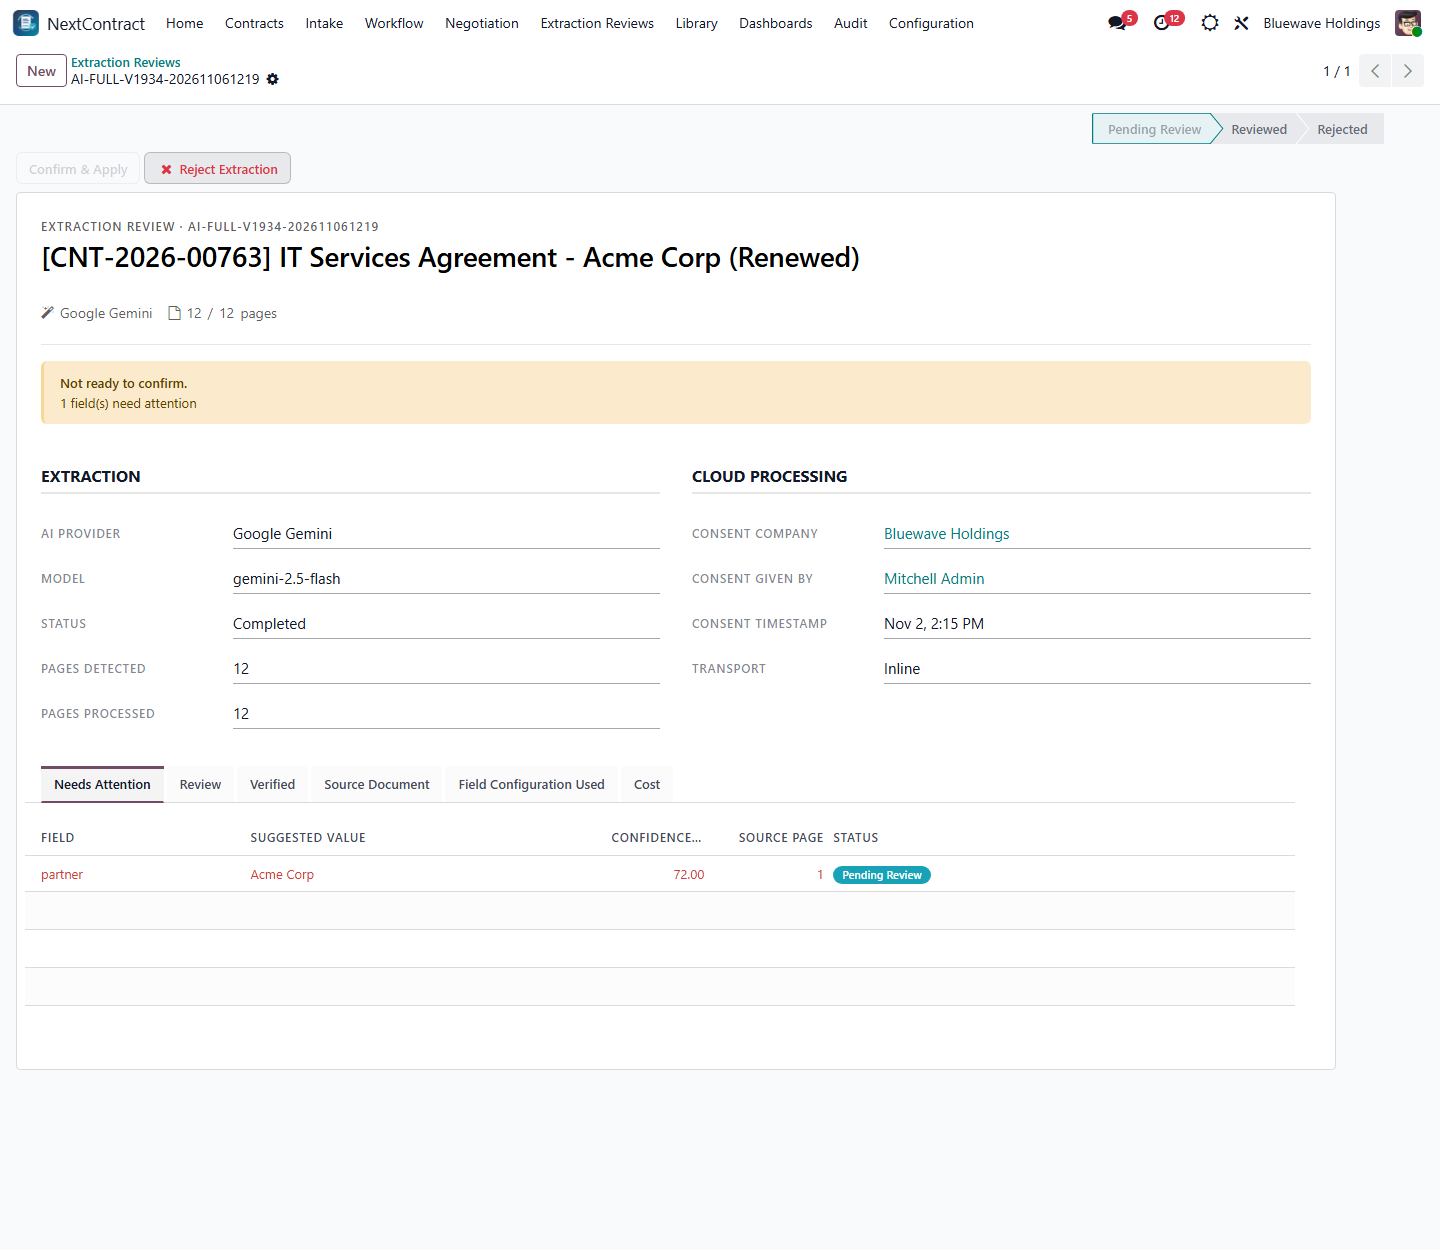 NextContract Home Contracts Intake Workflow Negotiation Extraction Reviews Library Dashboards Audit Configuration 5 12 Bluewave Holdings
New
Extraction Reviews
AI-FULL-V1934-202611061219
1 / 1
Pending Review Reviewed Rejected
Confirm & Apply Reject Extraction
EXTRACTION REVIEW · AI-FULL-V1934-202611061219
[CNT-2026-00763] IT Services Agreement - Acme Corp (Renewed)
Google Gemini 12 / 12 pages
Not ready to confirm.
1 field(s) need attention
EXTRACTION
AI PROVIDER Google Gemini
MODEL gemini-2.5-flash
STATUS Completed
PAGES DETECTED 12
PAGES PROCESSED 12
CLOUD PROCESSING
CONSENT COMPANY Bluewave Holdings
CONSENT GIVEN BY Mitchell Admin
CONSENT TIMESTAMP Nov 2, 2:15 PM
TRANSPORT Inline
Needs Attention Review Verified Source Document Field Configuration Used Cost
FIELD SUGGESTED VALUE CONFIDENCE... SOURCE PAGE STATUS
partner Acme Corp 72.00 1 Pending Review